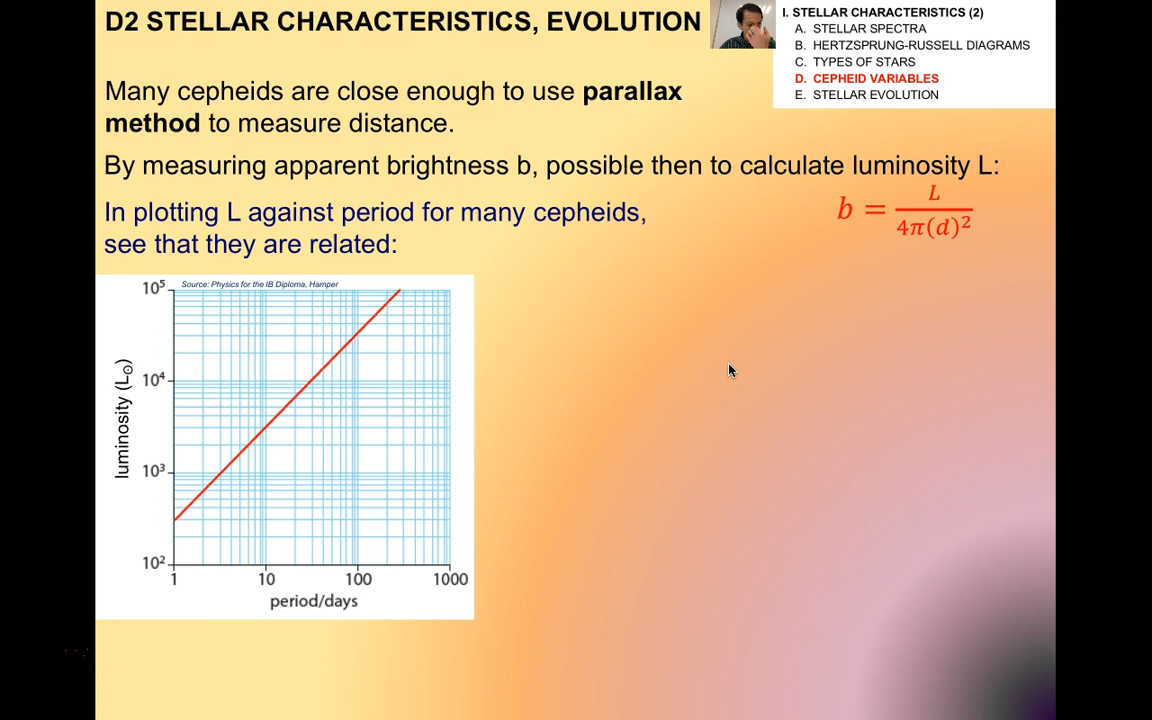 D2 STELLAR CHARACTERISTICS, EVOLUTION
I. STELLAR CHARACTERISTICS (2)
A. STELLAR SPECTRA
B. HERTZSPRUNG-RUSSELL DIAGRAMS
C. TYPES OF STARS
D. CEPHEID VARIABLES
E. STELLAR EVOLUTION
Many cepheids are close enough to use parallax
method to measure distance.
By measuring apparent brightness b, possible then to calculate luminosity L:
In plotting L against period for many cepheids,
see that they are related:
b = L / 4π(d)²
Source: Physics for the IB Diploma, Hamper
10⁵
10⁴
10³
10²
luminosity (L☉)
1 10 100 1000
period/days